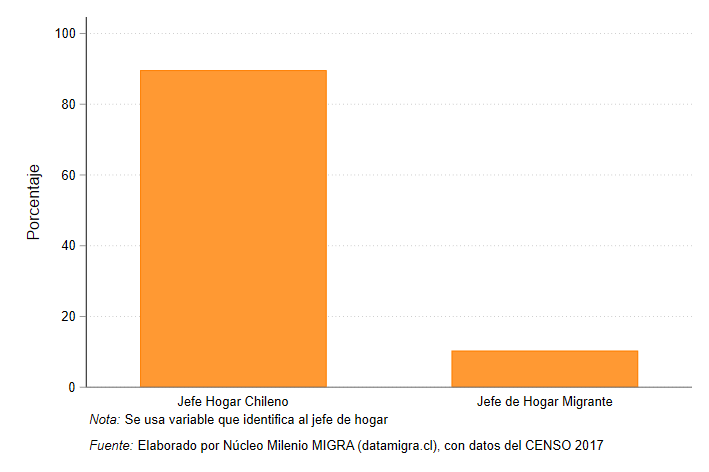 100
80
60
40
20
0
Porcentaje
Jefe Hogar Chileno
Jefe de Hogar Migrante
Nota: Se usa variable que identifica al jefe de hogar
Fuente: Elaborado por Núcleo Milenio MIGRA (datamigra.cl), con datos del CENSO 2017